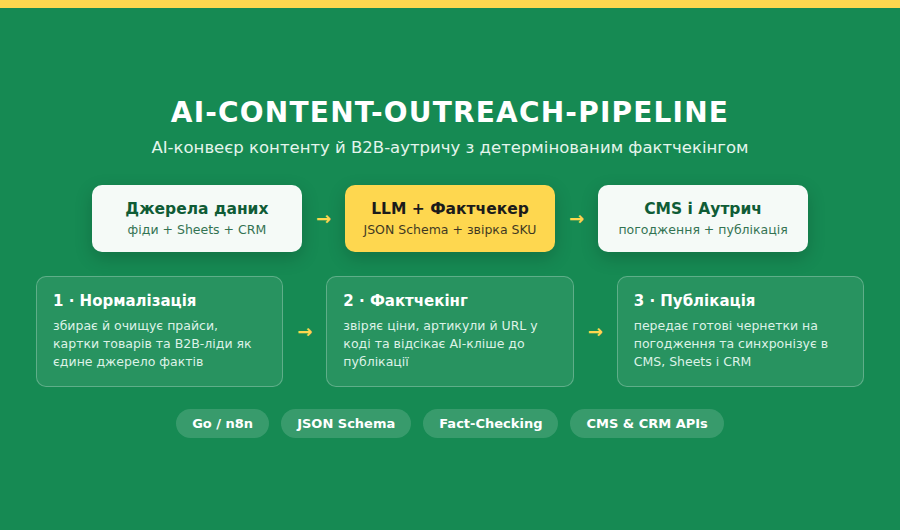 AI-CONTENT-OUTREACH-PIPELINE
AI-конвеєр контенту й B2B-аутричу з детермінованим фактчекінгом
Джерела даних
фіди + Sheets + CRM
→
LLM + Фактчекер
JSON Schema + звірка SKU
→
CMS і Аутрич
погодження + публікація
1 · Нормалізація
збирає й очищує прайси,
картки товарів та B2B-ліди як
єдине джерело фактів
→
2 · Фактчекінг
звіряє ціни, артикули й URL у
коді та відсікає AI-кліше до
публікації
→
3 · Публікація
передає готові чернетки на
погодження та синхронізує в
CMS, Sheets і CRM
Go / n8n
JSON Schema
Fact-Checking
CMS & CRM APIs